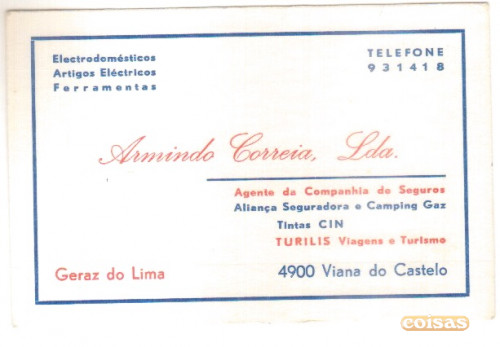 Electrodomésticos
Artigos Eléctricos
Ferramentas
TELEFONE
931418
Armindo Correia, Lda.
Agente da Companhia de Seguros
Aliança Seguradora e Camping Gaz
Tintas CIN
TURILIS Viagens e Turismo
Geraz do Lima
4900 Viana do Castelo
coisas